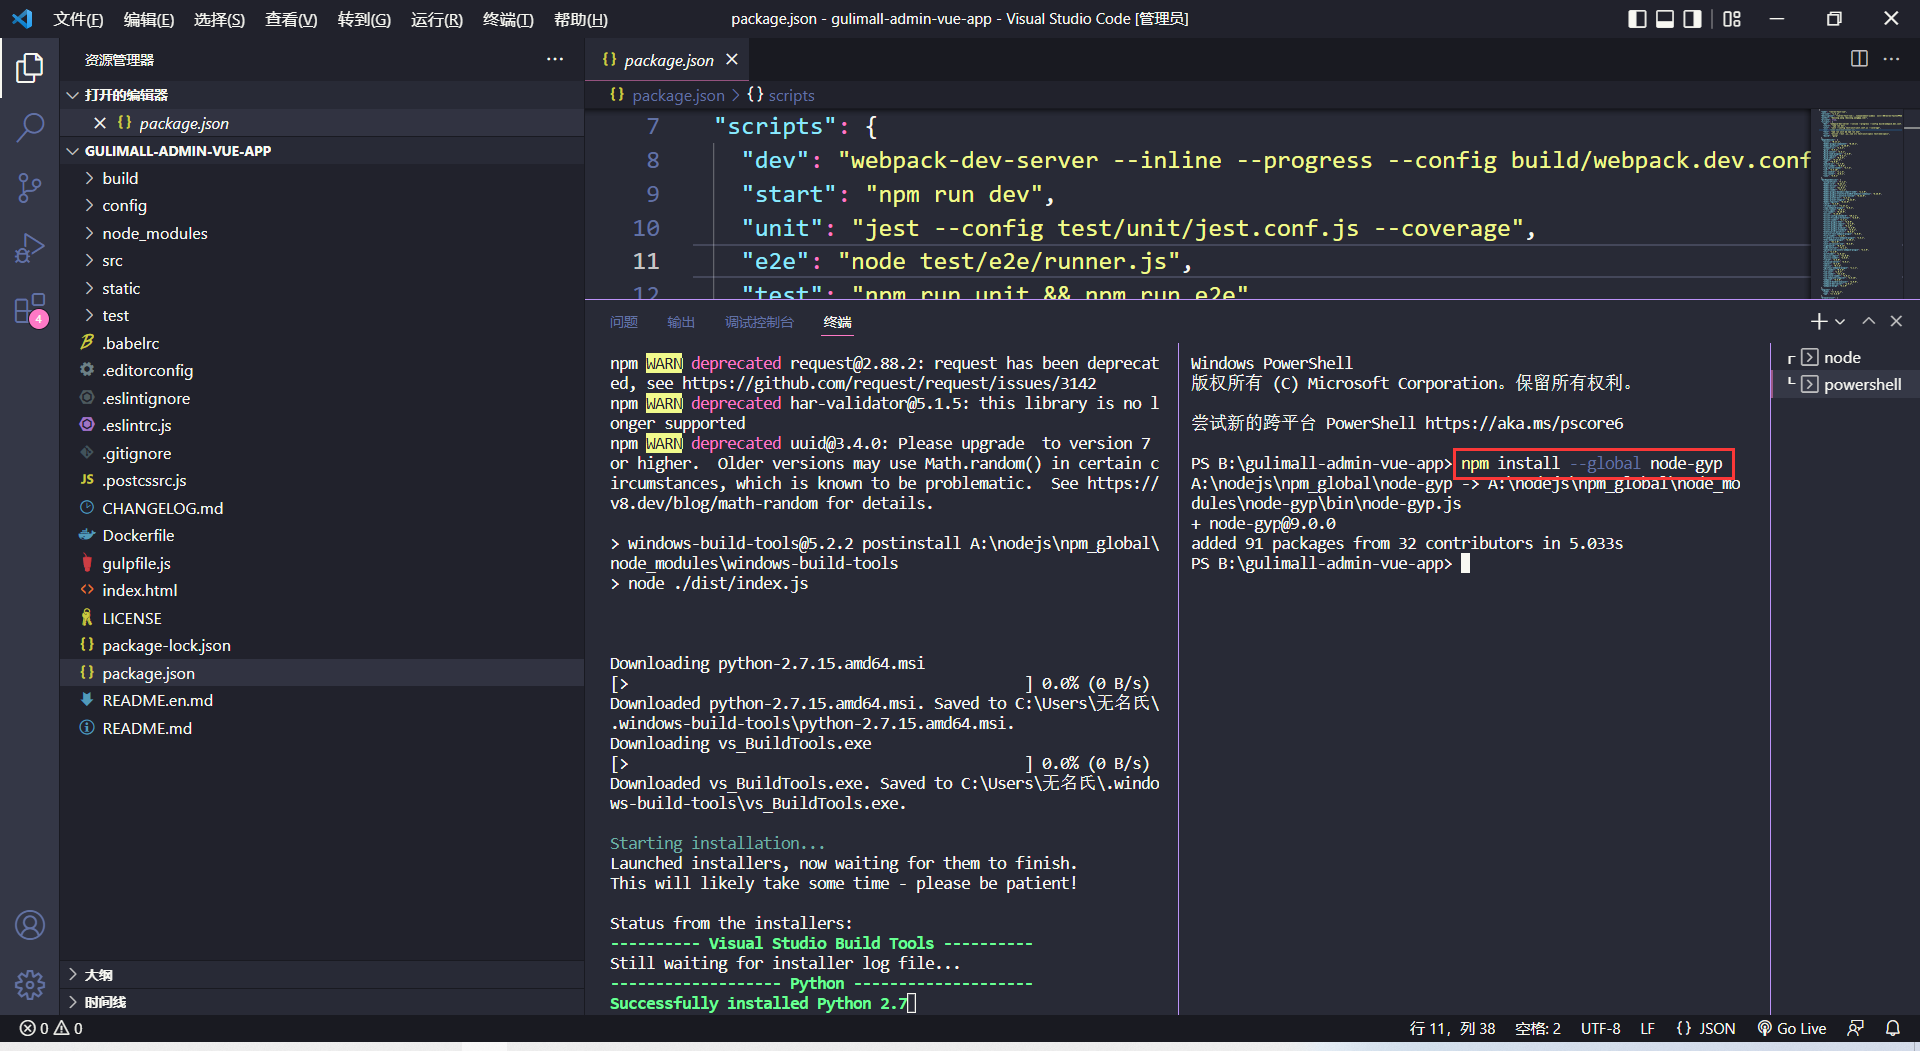 文件(F) 编辑(E) 选择(S) 查看(V) 转到(G) 运行(R) 终端(T) 帮助(H) package.json - gulimall-admin-vue-app - Visual Studio Code [管理员]
资源管理器
打开的编辑器
package.json
GULIMALL-ADMIN-VUE-APP
build
config
node_modules
src
static
test
.babelrc
.editorconfig
.eslintignore
.eslintrc.js
.gitignore
.postcssrc.js
CHANGELOG.md
Dockerfile
gulpfile.js
index.html
LICENSE
package-lock.json
package.json
README.en.md
README.md
大纲
时间线
4
package.json
package.json > {} scripts
7 "scripts": {
8 "dev": "webpack-dev-server --inline --progress --config build/webpack.dev.conf
9 "start": "npm run dev",
10 "unit": "jest --config test/unit/jest.conf.js --coverage",
11 "e2e": "node test/e2e/runner.js",
12 "test": "npm run unit && npm run e2e"
问题 输出 调试控制台 终端
npm WARN deprecated request@2.88.2: request has been deprecat
ed, see https://github.com/request/request/issues/3142
npm WARN deprecated har-validator@5.1.5: this library is no l
onger supported
npm WARN deprecated uuid@3.4.0: Please upgrade  to version 7
or higher.  Older versions may use Math.random() in certain c
ircumstances, which is known to be problematic.  See https://
v8.dev/blog/math-random for details.
> windows-build-tools@5.2.2 postinstall A:\nodejs\npm_global\
node_modules\windows-build-tools
> node ./dist/index.js
Downloading python-2.7.15.amd64.msi
[> ] 0.0% (0 B/s)
Downloaded python-2.7.15.amd64.msi. Saved to C:\Users\无名氏\
.windows-build-tools\python-2.7.15.amd64.msi.
Downloading vs_BuildTools.exe
[> ] 0.0% (0 B/s)
Downloaded vs_BuildTools.exe. Saved to C:\Users\无名氏\.windo
ws-build-tools\vs_BuildTools.exe.
Starting installation...
Launched installers, now waiting for them to finish.
This will likely take some time - please be patient!
Status from the installers:
---------- Visual Studio Build Tools ----------
Still waiting for installer log file...
------------------- Python --------------------
Successfully installed Python 2.7
Windows PowerShell
版权所有 (C) Microsoft Corporation。保留所有权利。
尝试新的跨平台 PowerShell https://aka.ms/pscore6
PS B:\gulimall-admin-vue-app> npm install --global node-gyp
A:\nodejs\npm_global\node-gyp -> A:\nodejs\npm_global\node_mo
dules\node-gyp\bin\node-gyp.js
+ node-gyp@9.0.0
added 91 packages from 32 contributors in 5.033s
PS B:\gulimall-admin-vue-app>
node
powershell
0 0 行 11, 列 38 空格: 2 UTF-8 LF {} JSON Go Live